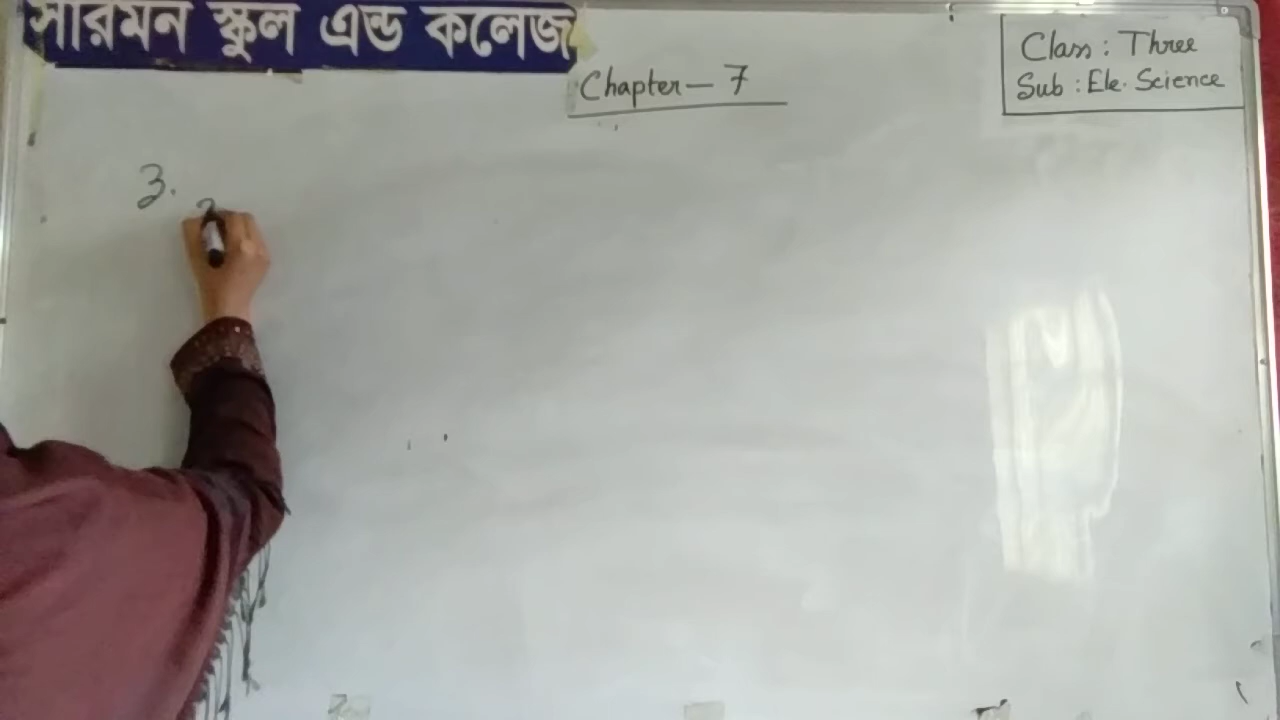 সারমন স্কুল এন্ড কলেজ
Chapter — 7
Class : Three
Sub : Ele. Science
3.